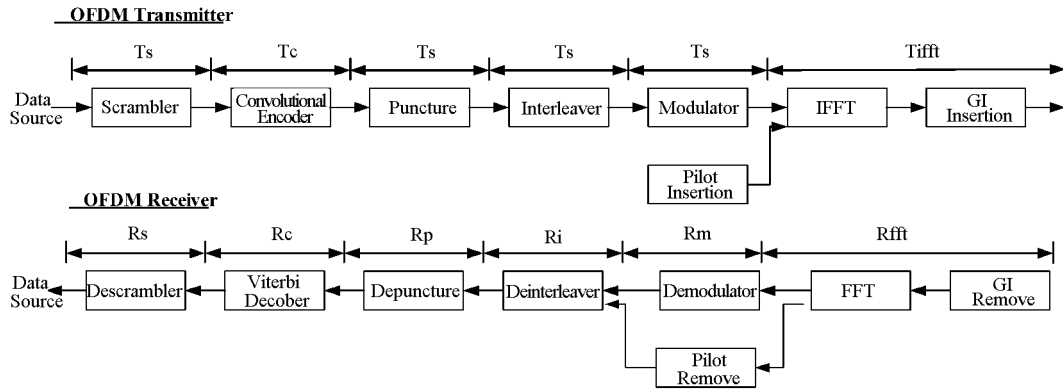 OFDM Transmitter
Ts Tc Ts Ts Ts Tifft
Data
Source
Scrambler
Convolutional
Encoder
Puncture
Interleaver
Modulator
IFFT
GI
Insertion
Pilot
Insertion
OFDM Receiver
Rs Rc Rp Ri Rm Rfft
Data
Source
Descrambler
Viterbi
Decober
Depuncture
Deinterleaver
Demodulator
FFT
GI
Remove
Pilot
Remove